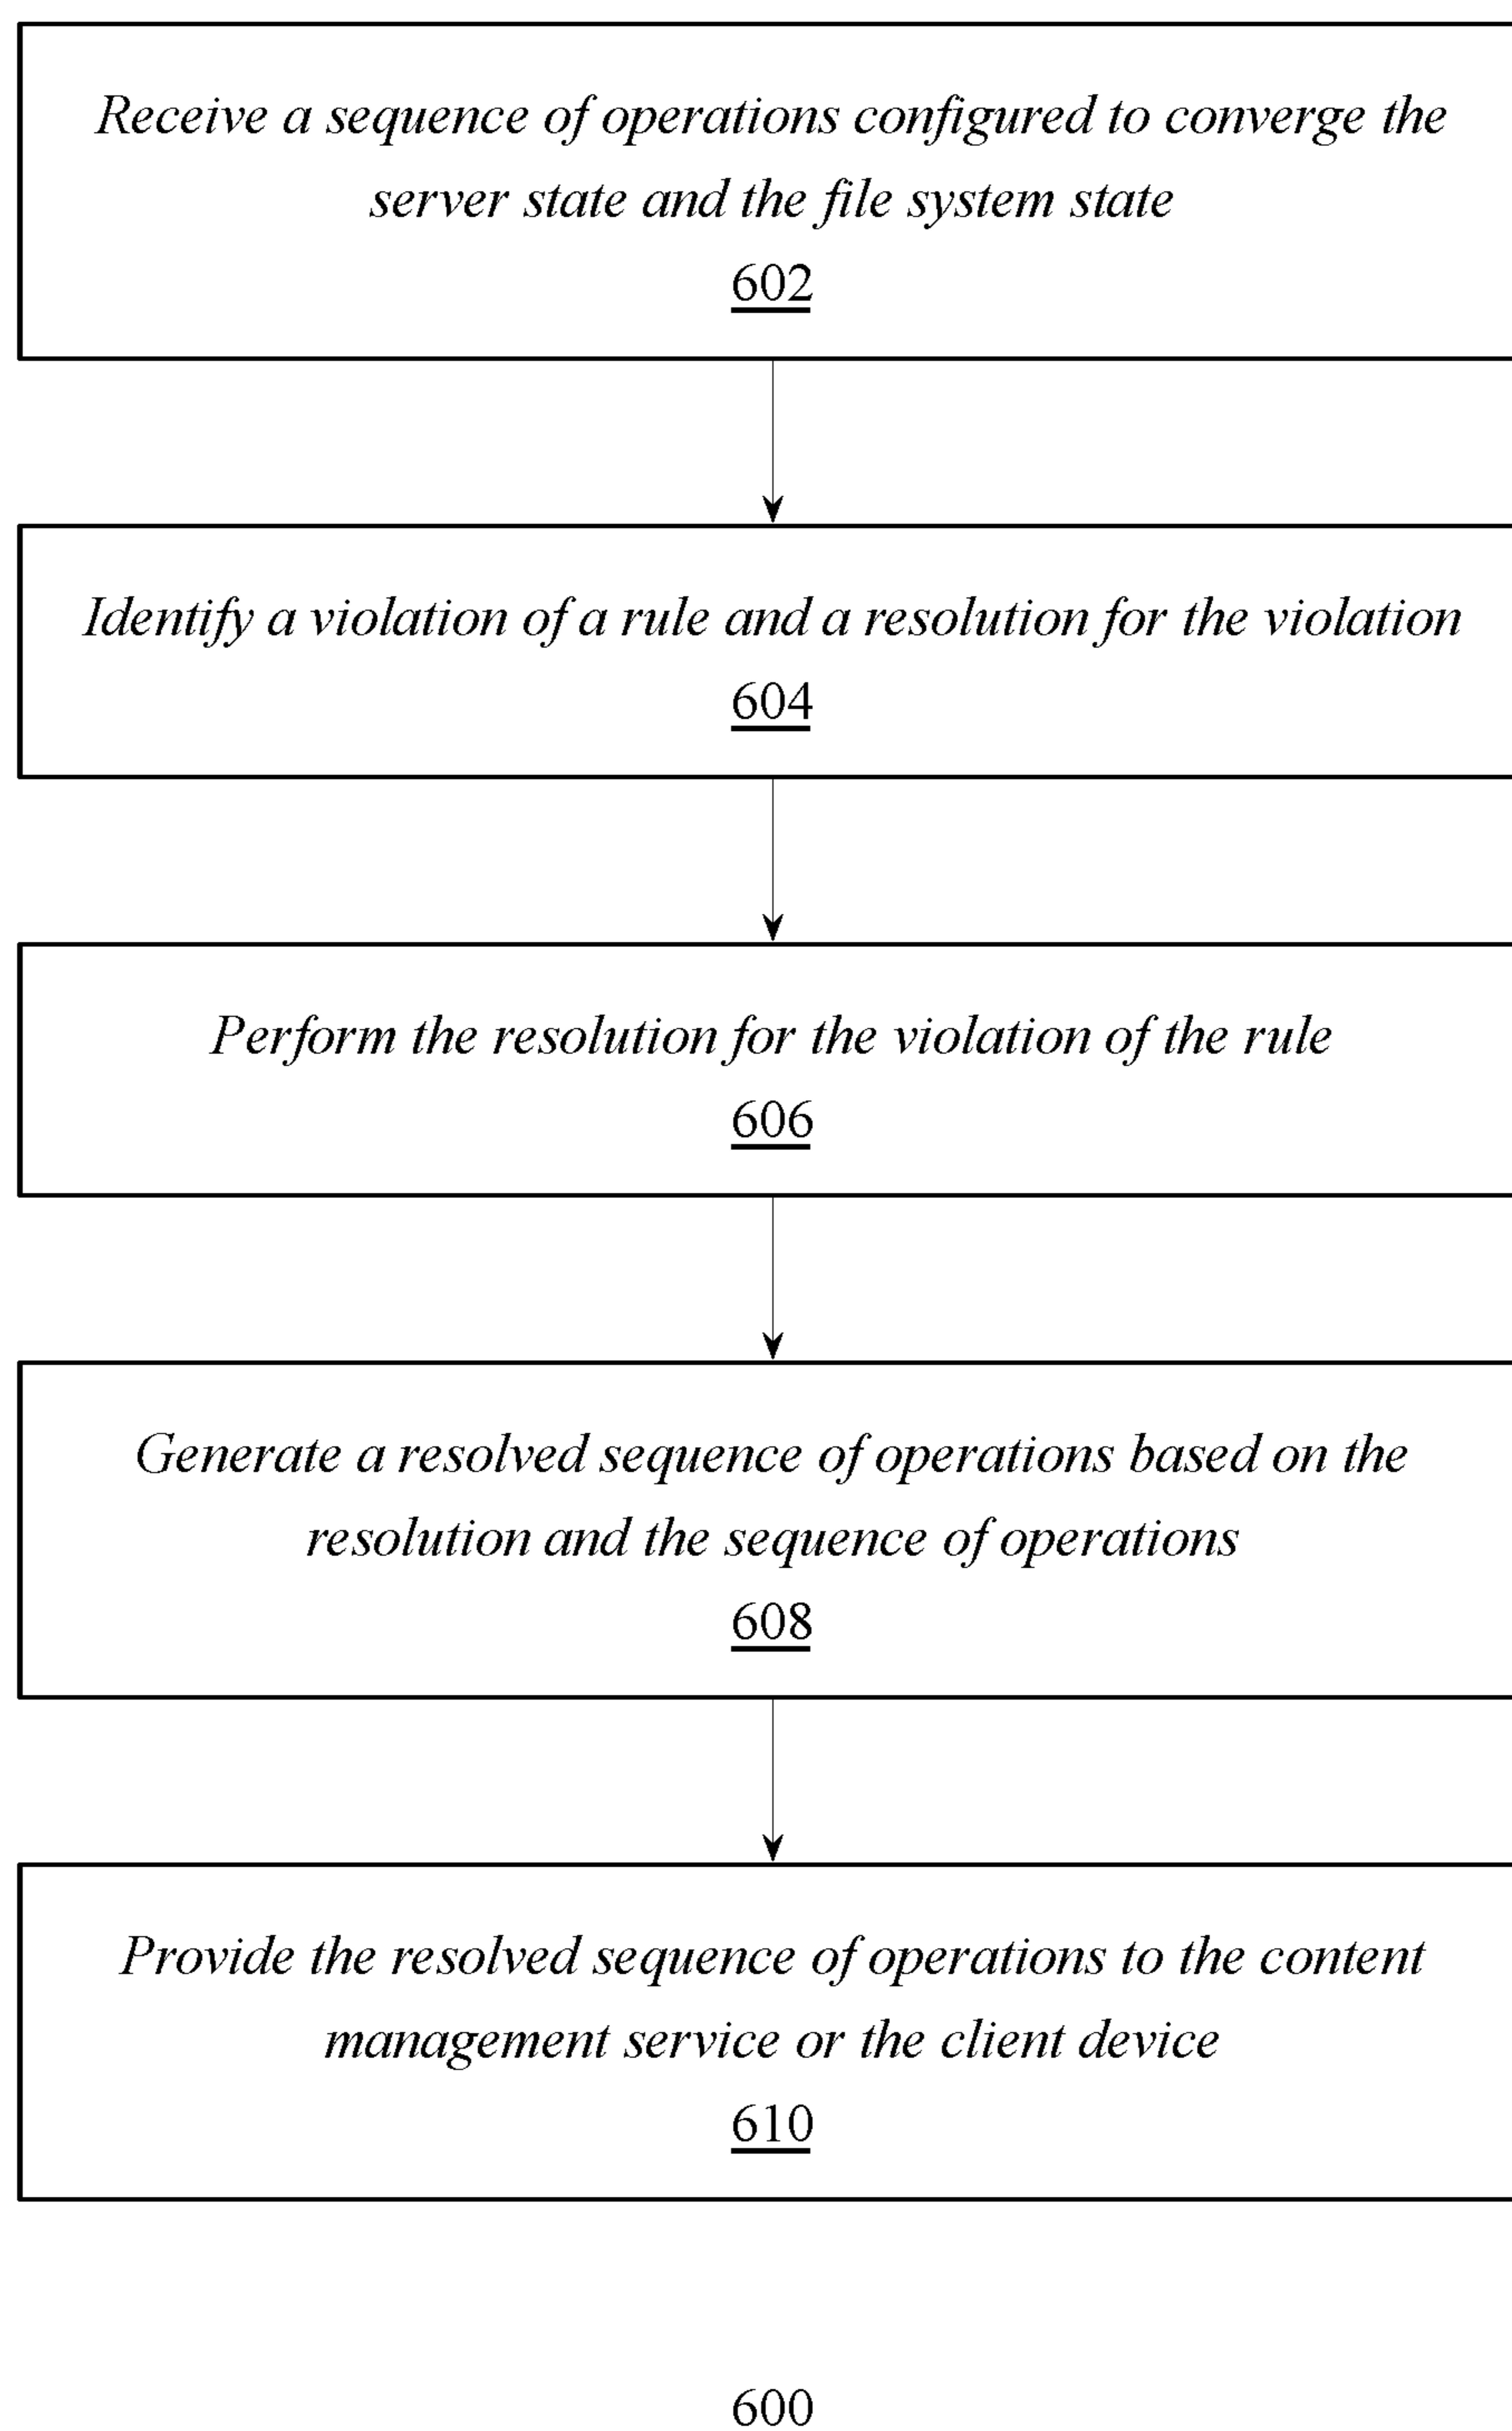 Receive a sequence of operations configured to converge the
server state and the file system state
602
Identify a violation of a rule and a resolution for the violation
604
Perform the resolution for the violation of the rule
606
Generate a resolved sequence of operations based on the
resolution and the sequence of operations
608
Provide the resolved sequence of operations to the content
management service or the client device
610
600